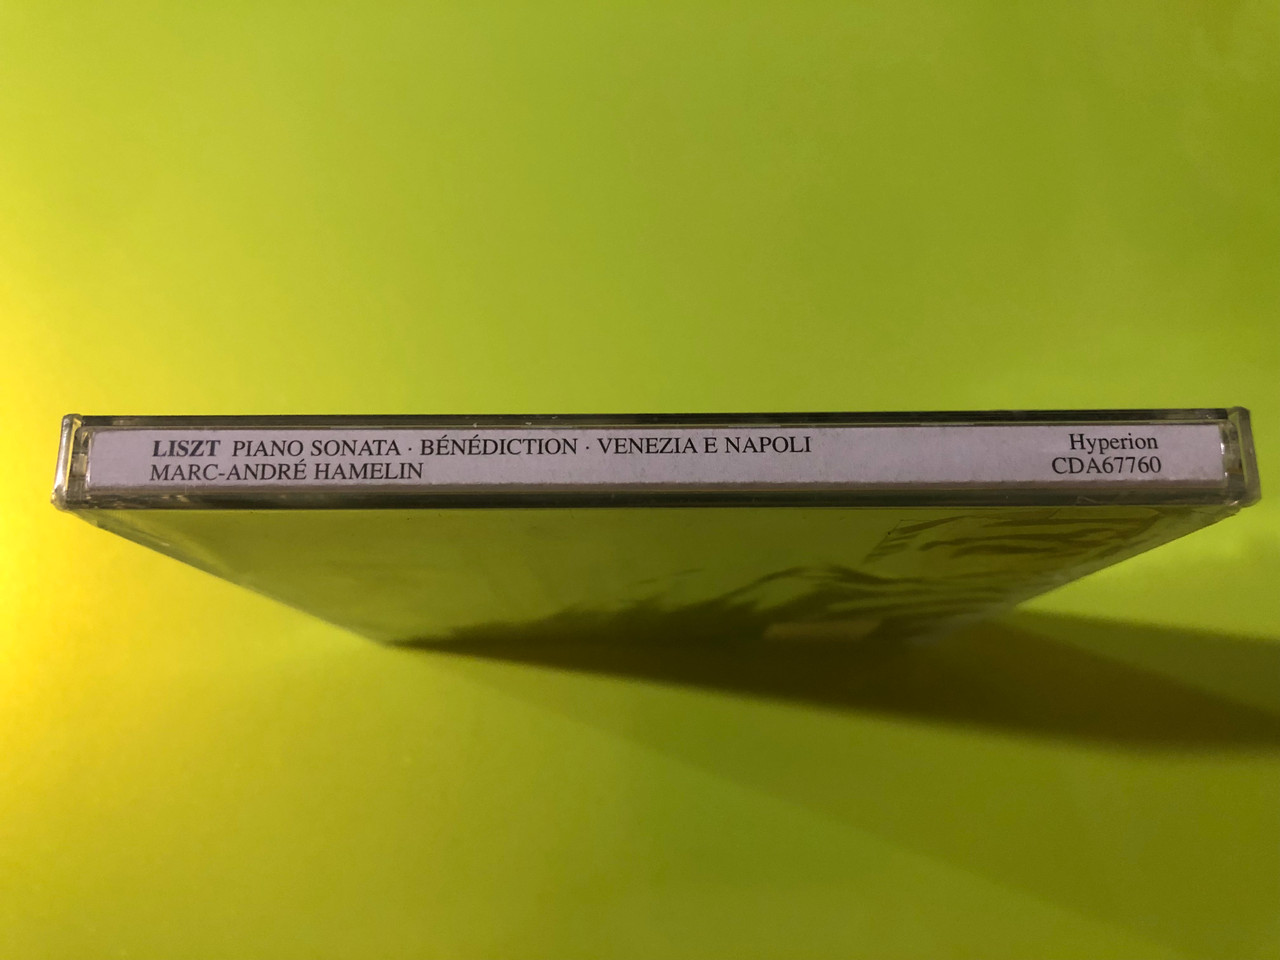 LISZT PIANO SONATA · BÉNÉDICTION · VENEZIA E NAPOLI
MARC-ANDRÉ HAMELIN
Hyperion
CDA67760